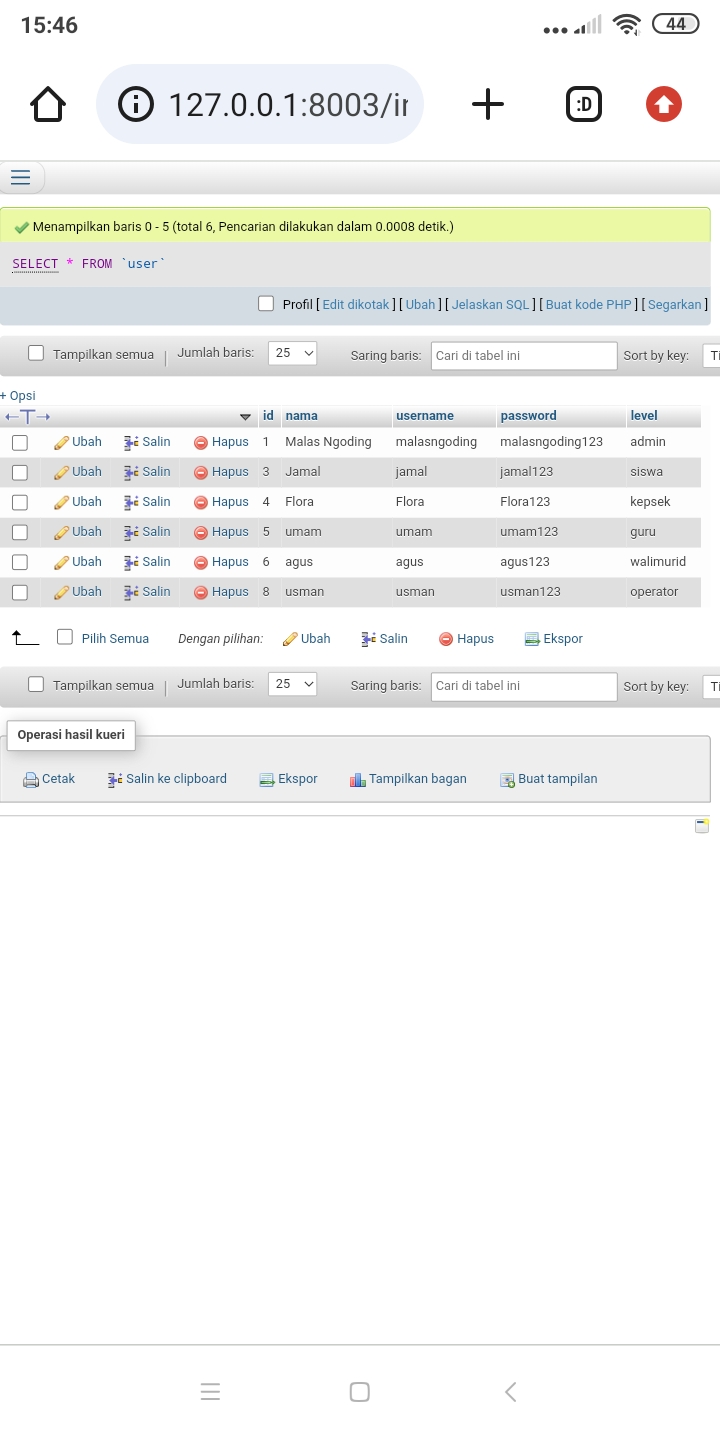 15:46 44
127.0.0.1:8003/in
Menampilkan baris 0 - 5 (total 6, Pencarian dilakukan dalam 0.0008 detik.)
SELECT * FROM `user`
Profil [ Edit dikotak ] [ Ubah ] [ Jelaskan SQL ] [ Buat kode PHP ] [ Segarkan ]
Tampilkan semua | Jumlah baris: 25 Saring baris: Cari di tabel ini Sort by key: Ti
+ Opsi
←T→ id nama username password level
Ubah Salin Hapus 1 Malas Ngoding malasngoding malasngoding123 admin
Ubah Salin Hapus 3 Jamal jamal jamal123 siswa
Ubah Salin Hapus 4 Flora Flora Flora123 kepsek
Ubah Salin Hapus 5 umam umam umam123 guru
Ubah Salin Hapus 6 agus agus agus123 walimurid
Ubah Salin Hapus 8 usman usman usman123 operator
Pilih Semua Dengan pilihan: Ubah Salin Hapus Ekspor
Tampilkan semua | Jumlah baris: 25 Saring baris: Cari di tabel ini Sort by key: Ti
Operasi hasil kueri
Cetak Salin ke clipboard Ekspor Tampilkan bagan Buat tampilan